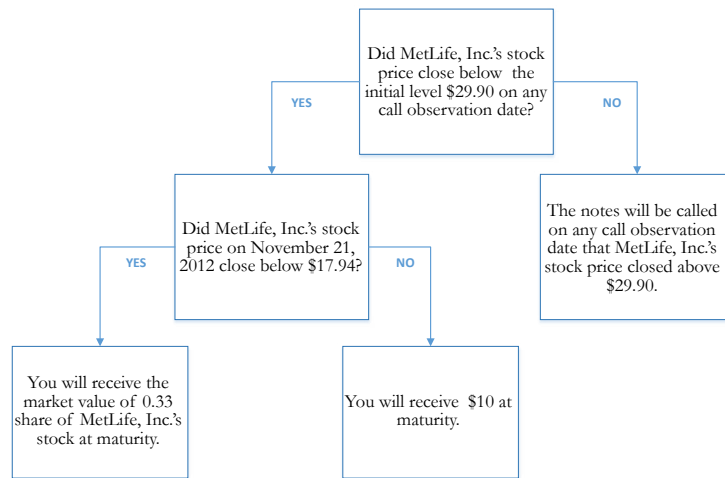 Did MetLife, Inc.'s stock
price close below the
initial level $29.90 on any
call observation date?
YES
NO
Did MetLife, Inc.'s stock
price on November 21,
2012 close below $17.94?
The notes will be called
on any call observation
date that MetLife, Inc.'s
stock price closed above
$29.90.
YES
NO
You will receive the
market value of 0.33
share of MetLife, Inc.'s
stock at maturity.
You will receive $10 at
maturity.